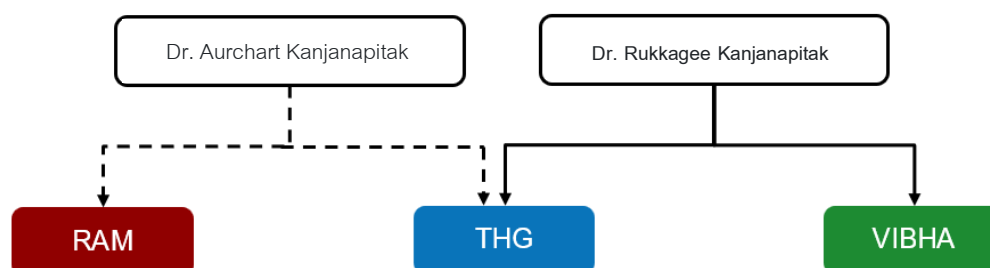 Dr. Aurchart Kanjanapitak
Dr. Rukkagee Kanjanapitak
RAM
THG
VIBHA